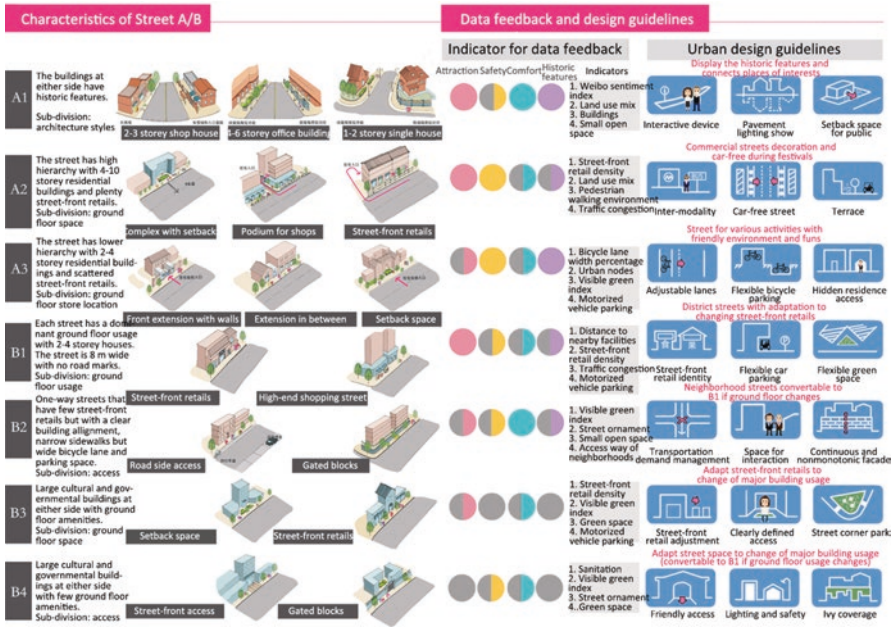 Characteristics of Street A/B
Data feedback and design guidelines
Indicator for data feedback
Urban design guidelines
Attraction
Safety
Comfort
Historic
features
Indicators
A1
The buildings at
either side have
historic features.
Sub-division:
architecture styles
2-3 storey shop house
4-6 storey office building
1-2 storey single house
1. Weibo sentiment
index
2. Land use mix
3. Buildings
4. Small open
space
Display the historic features and
connects places of interests
Interactive device
Pavement
lighting show
Setback space
for public
A2
The street has high
hierarchy with 4-10
storey residential
buildings and plenty
street-front retails.
Sub-division: ground
floor space
Complex with setback
Podium for shops
Street-front retails
1. Street-front
retail density
2. Land use mix
3. Pedestrian
walking environment
4. Traffic congestion
Commercial streets decoration and
car-free during festivals
Inter-modality
Car-free street
Terrace
A3
The street has lower
hierarchy with 2-4
storey residential buil-
dings and scattered
street-front retails.
Sub-division: ground
floor store location
Front extension with walls
Extension in between
Setback space
1. Bicycle lane
width percentage
2. Urban nodes
3. Visible green
index
4. Motorized
vehicle parking
Street for various activities with
friendly environment and funs
Adjustable lanes
Flexible bicycle
parking
Hidden residence
access
B1
Each street has a domi-
nant ground floor usage
with 2-4 storey houses.
The street is 8 m wide
with no road marks.
Sub-division: ground
floor usage
Street-front retails
High-end shopping street
1. Distance to
nearby facilities
2. Street-front
retail density
3. Traffic congestion
4. Motorized
vehicle parking
District streets with adaptation to
changing street-front retails
Street-front
retail identity
Flexible car
parking
Flexible green
space
B2
One-way streets that
have few street-front
retails but with a clear
building allignment,
narrow sidewalks but
wide bicycle lane and
parking space.
Sub-division: access
Road side access
Gated blocks
1. Visible green
index
2. Street ornament
3. Small open space
4. Access way of
neighborhoods
Neighborhood streets convertable to
B1 if ground floor changes
Transportation
demand management
Space for
interaction
Continuous and
nonmonotonic facade
B3
Large cultural and gov-
ernmental buildings at
either side with ground
floor amenities.
Sub-division: ground
floor space
Setback space
Street-front retails
1. Street-front
retail density
2. Visible green
index
3. Green space
4. Motorized
vehicle parking
Adapt street-front retails to
change of major building usage
Street-front
retail adjustment
Clearly defined
access
Street corner park
B4
Large cultural and
governmental build-
ings at either side
with few ground floor
amenities.
Sub-division: access
Street-front access
Gated blocks
1. Sanitation
2. Visible green
index
3. Street ornament
4..Green space
Adapt street space to change of major building usage
(convertable to B1 if ground floor usage changes)
Friendly access
Lighting and safety
Ivy coverage